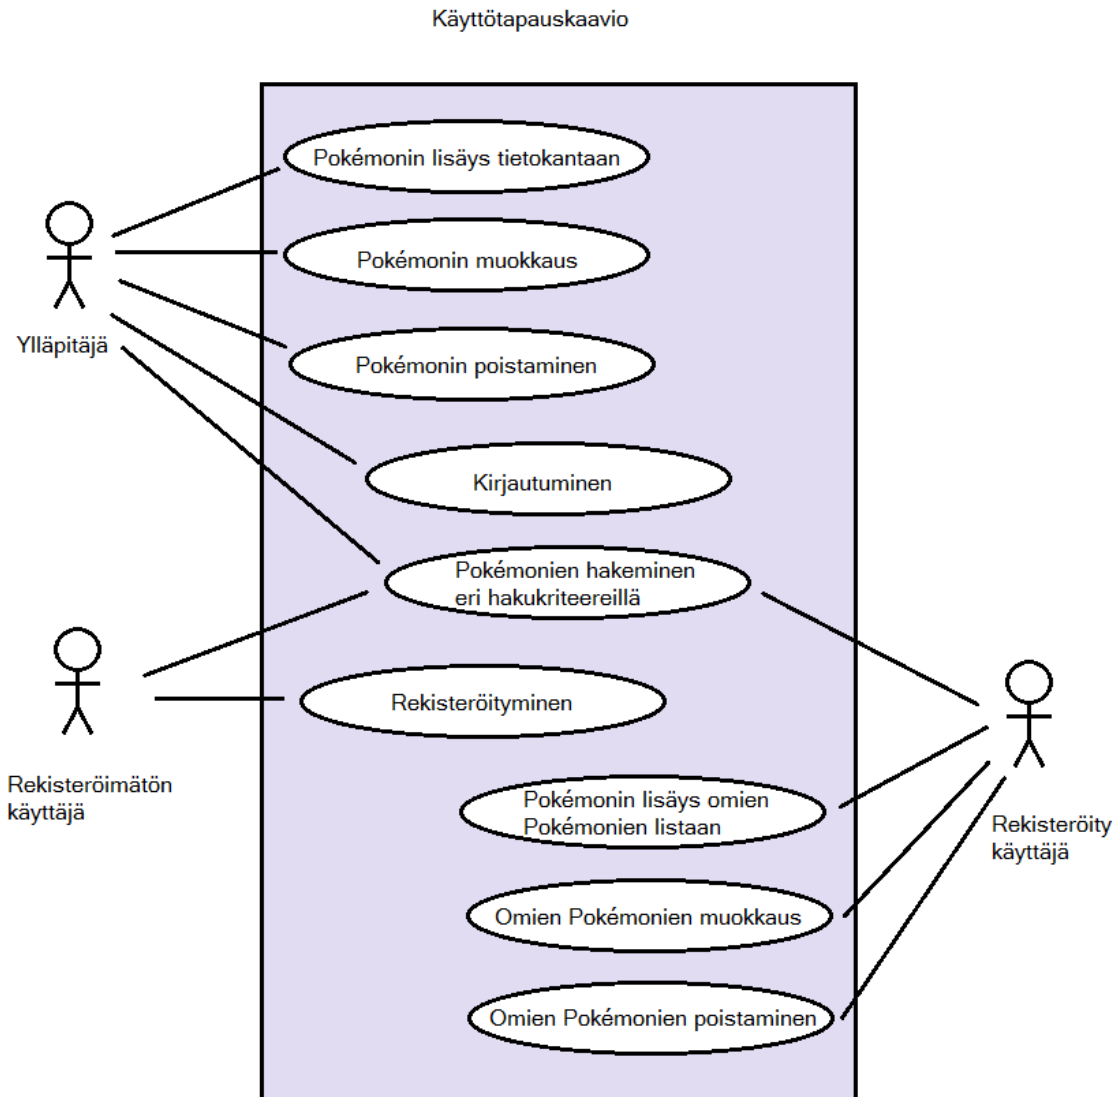 Käyttötapauskaavio
Pokémonin lisäys tietokantaan
Pokémonin muokkaus
Ylläpitäjä
Pokémonin poistaminen
Kirjautuminen
Pokémonien hakeminen
eri hakukriteereillä
Rekisteröityminen
Rekisteröimätön
käyttäjä
Pokémonin lisäys omien
Pokémonien listaan
Rekisteröity
käyttäjä
Omien Pokémonien muokkaus
Omien Pokémonien poistaminen